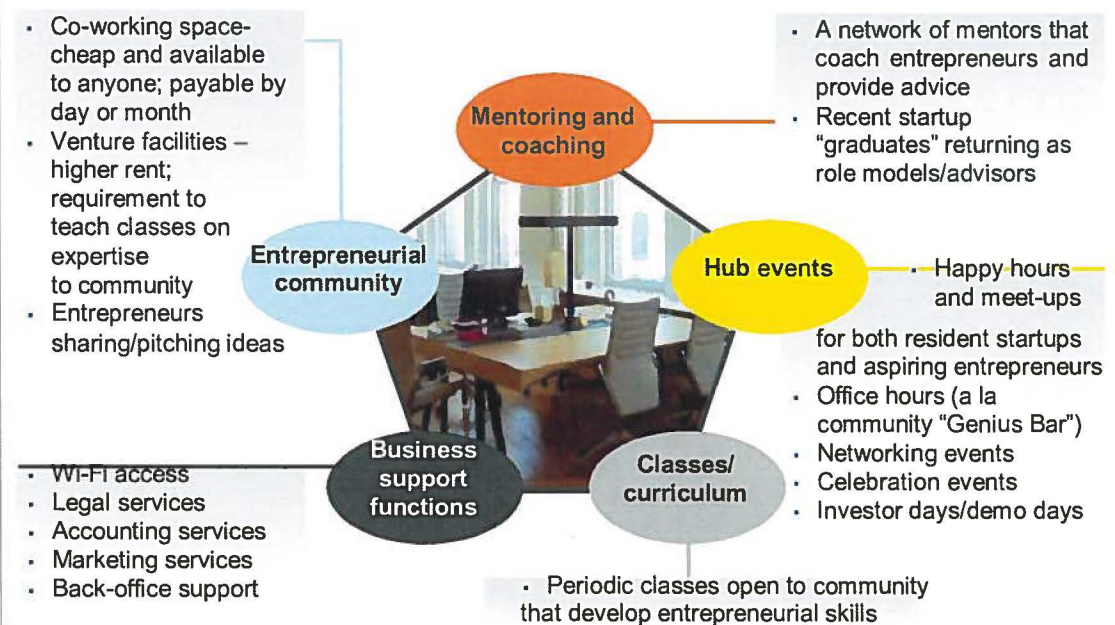 Co-working space-
cheap and available
to anyone; payable by
day or month
Venture facilities –
higher rent;
requirement to
teach classes on
expertise
to community
Entrepreneurs
sharing/pitching ideas
Entrepreneurial
community
Mentoring and
coaching
A network of mentors that
coach entrepreneurs and
provide advice
Recent startup
"graduates" returning as
role models/advisors
Hub events
Happy hours
and meet-ups
for both resident startups
and aspiring entrepreneurs
Office hours (a la
community "Genius Bar")
Networking events
Celebration events
Investor days/demo days
Business
support
functions
Wi-Fi access
Legal services
Accounting services
Marketing services
Back-office support
Classes/
curriculum
Periodic classes open to community
that develop entrepreneurial skills